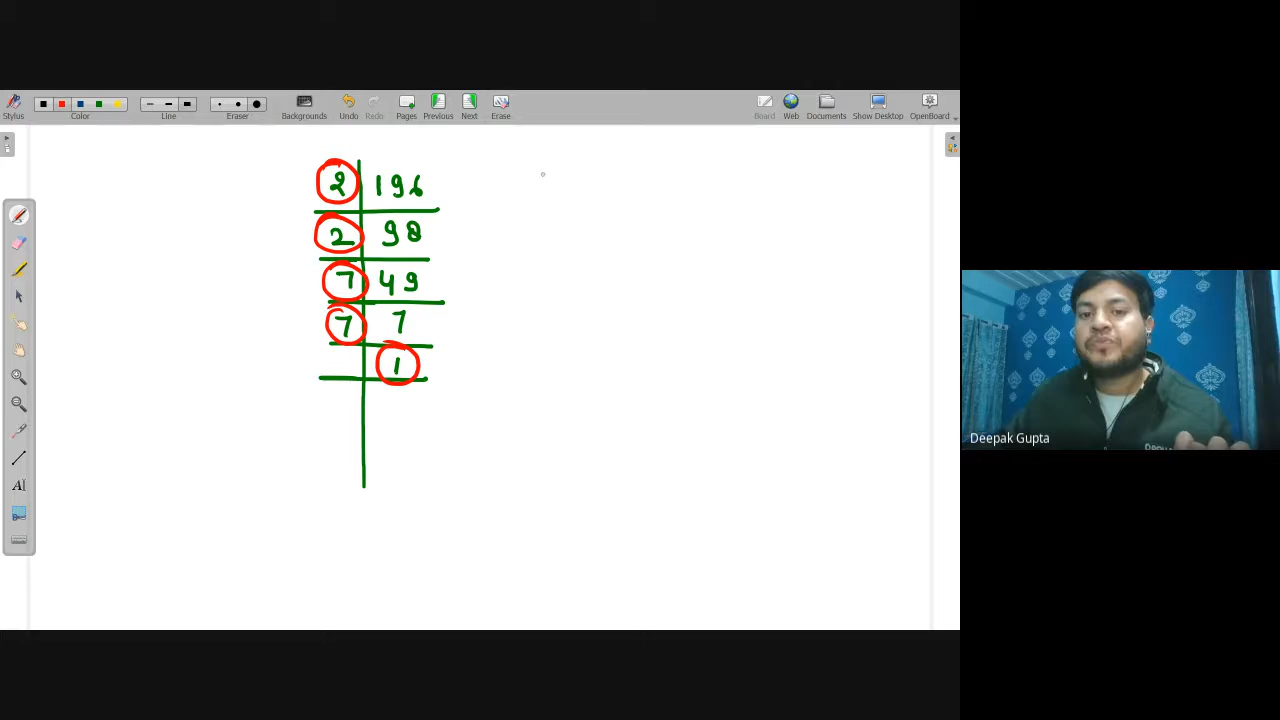 Stylus Color Line Eraser Backgrounds Undo Redo Pages Previous Next Erase Board Web Documents Show Desktop OpenBoard
2 196
2 98
7 49
7 7
1
AI
Deepak Gupta